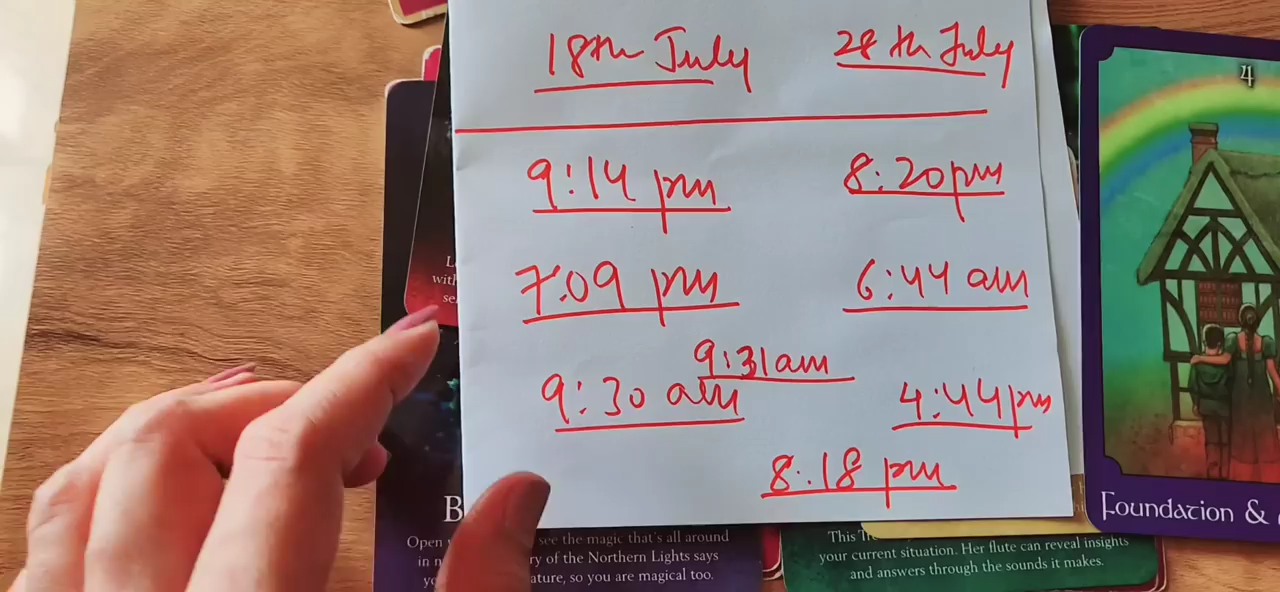 18th July 28th July
9:14 pm 8:20pm
7:09 pm 6:44 am
9:31am
9:30 am 4:44pm
8:18 pm
4
Foundation &
L
with
se
B
Open see the magic that's all around
in n ry of the Northern Lights says
yo ature, so you are magical too.
This
your current situation. Her flute can reveal insights
and answers through the sounds it makes.